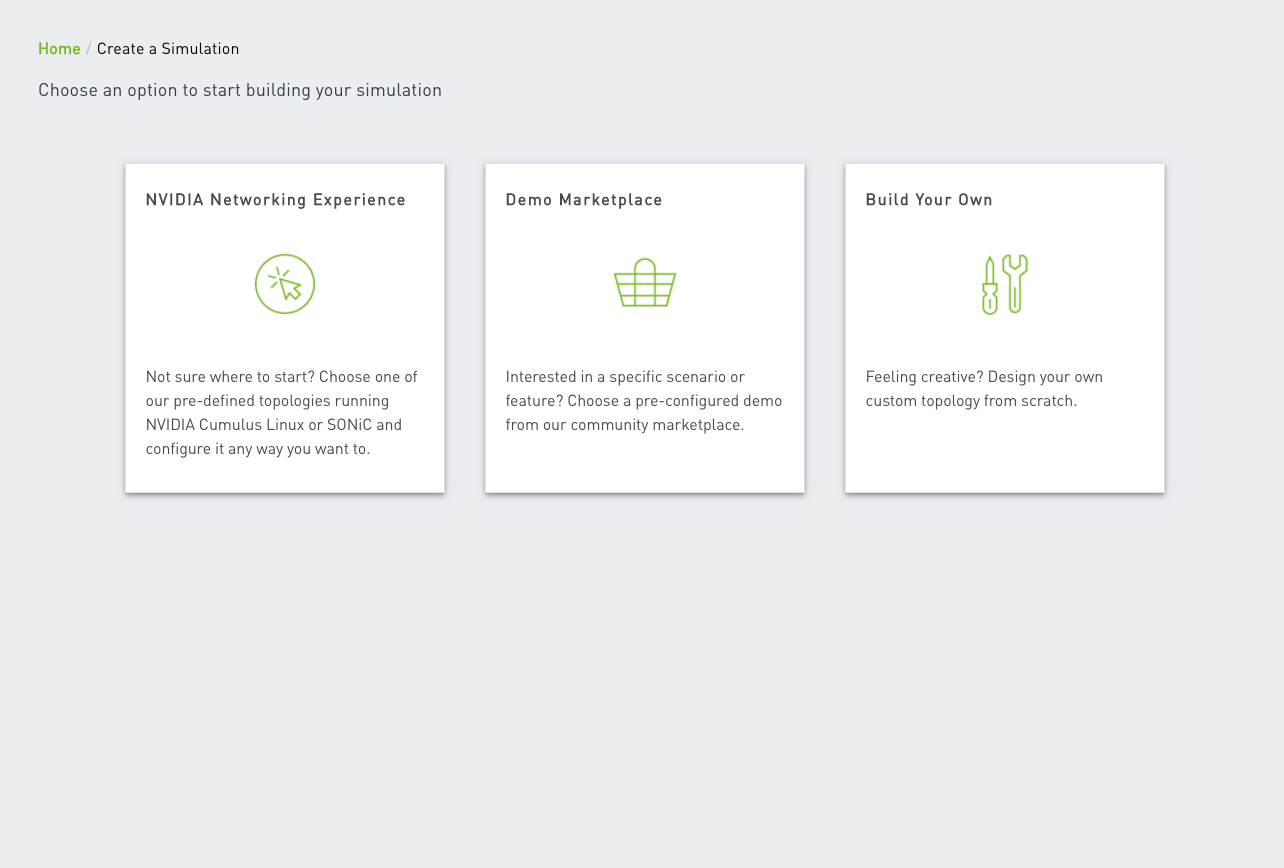 Home / Create a Simulation
Choose an option to start building your simulation
NVIDIA Networking Experience
Not sure where to start? Choose one of
our pre-defined topologies running
NVIDIA Cumulus Linux or SONiC and
configure it any way you want to.
Demo Marketplace
Interested in a specific scenario or
feature? Choose a pre-configured demo
from our community marketplace.
Build Your Own
Feeling creative? Design your own
custom topology from scratch.